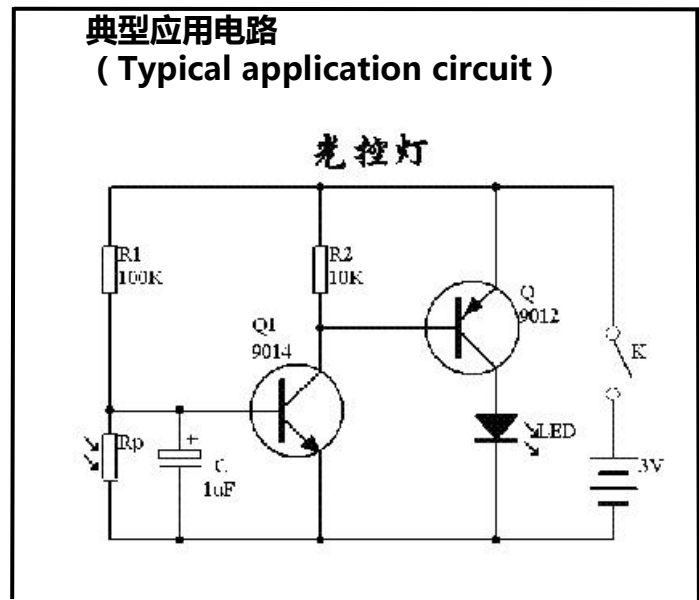 典型应用电路
（Typical application circuit）
光控灯
R1
100K
R2
10K
Q
9012
Q1
9014
K
Rp
+
C
1uF
LED
3V